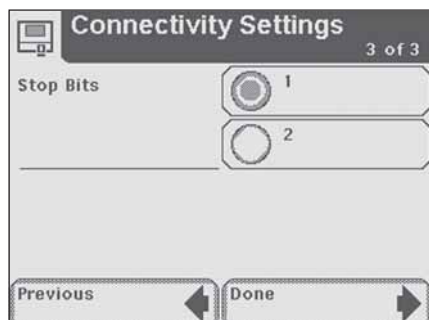 Connectivity Settings
3 of 3
Stop Bits
1
2
Previous
Done